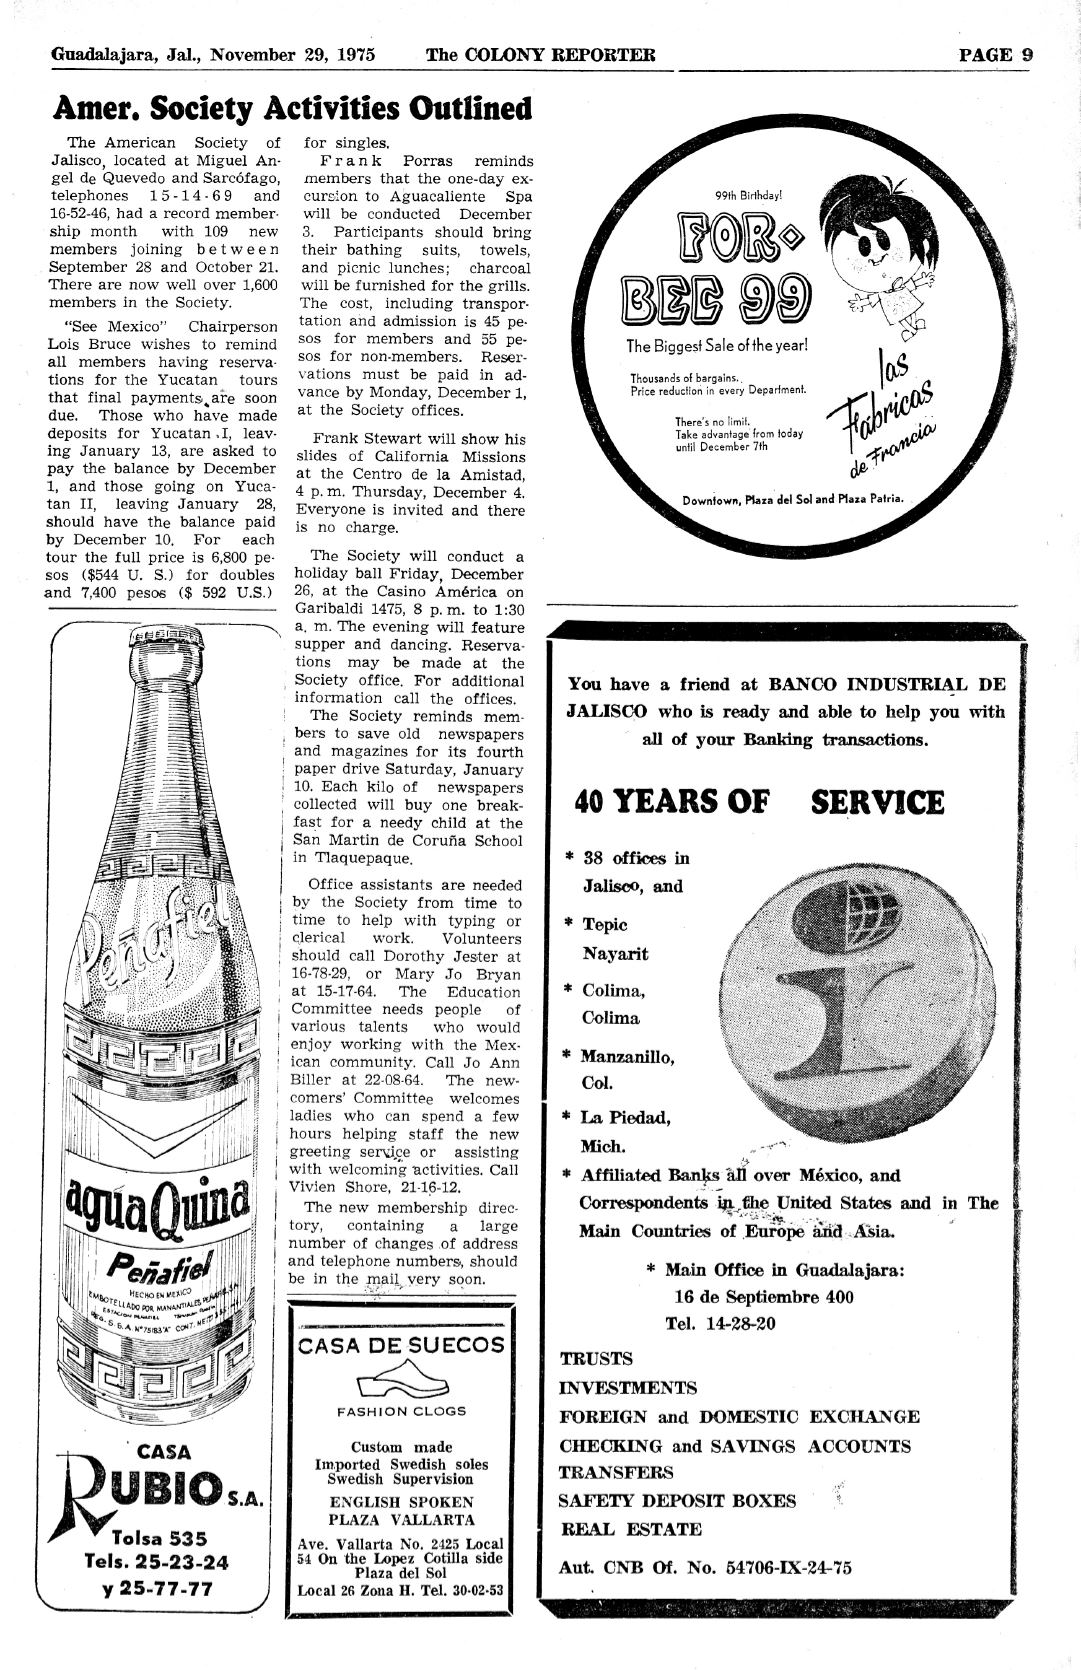 Guadalajara, Jal., November 29, 1975 The COLONY REPORTER PAGE 9
Amer. Society Activities Outlined
The American Society of
Jalisco, located at Miguel An-
gel de Quevedo and Sarcófago,
telephones 15-14-69 and
16-52-46, had a record member-
ship month with 109 new
members joining between
September 28 and October 21.
There are now well over 1,600
members in the Society.
"See Mexico" Chairperson
Lois Bruce wishes to remind
all members having reserva-
tions for the Yucatan tours
that final payments are soon
due. Those who have made
deposits for Yucatan I, leav-
ing January 13, are asked to
pay the balance by December
1, and those going on Yuca-
tan II, leaving January 28,
should have the balance paid
by December 10. For each
tour the full price is 6,800 pe-
sos ($544 U. S.) for doubles
and 7,400 pesos ($ 592 U.S.)
for singles.
Frank Porras reminds
members that the one-day ex-
cursion to Aguacaliente Spa
will be conducted December
3. Participants should bring
their bathing suits, towels,
and picnic lunches; charcoal
will be furnished for the grills.
The cost, including transpor-
tation and admission is 45 pe-
sos for members and 55 pe-
sos for non-members. Reser-
vations must be paid in ad-
vance by Monday, December 1,
at the Society offices.
Frank Stewart will show his
slides of California Missions
at the Centro de la Amistad,
4 p. m. Thursday, December 4.
Everyone is invited and there
is no charge.
The Society will conduct a
holiday ball Friday, December
26, at the Casino América on
Garibaldi 1475, 8 p. m. to 1:30
a. m. The evening will feature
supper and dancing. Reserva-
tions may be made at the
Society office. For additional
information call the offices.
The Society reminds mem-
bers to save old newspapers
and magazines for its fourth
paper drive Saturday, January
10. Each kilo of newspapers
collected will buy one break-
fast for a needy child at the
San Martin de Coruña School
in Tlaquepaque.
Office assistants are needed
by the Society from time to
time to help with typing or
clerical work. Volunteers
should call Dorothy Jester at
16-78-29, or Mary Jo Bryan
at 15-17-64. The Education
Committee needs people of
various talents who would
enjoy working with the Mex-
ican community. Call Jo Ann
Biller at 22-08-64. The new-
comers' Committee welcomes
ladies who can spend a few
hours helping staff the new
greeting service or assisting
with welcoming activities. Call
Vivien Shore, 21-16-12.
The new membership direc-
tory, containing a large
number of changes of address
and telephone numbers, should
be in the mail very soon.
99th Birthday!
FOR-
BEC 99
The Biggest Sale of the year!
Thousands of bargains.
Price reduction in every Department.
There's no limit.
Take advantage from today
until December 7th
las
Fabricas
de Francia
Downtown, Plaza del Sol and Plaza Patria.
Peñafiel
aguaQuina
Peñafiel
HECHO EN MEXICO
EMBOTELLADO POR MANANTIALES PEÑAFIEL, S.A.
REG. S.S.A. Nº 75183"A"
CASA
RUBIO S.A.
Tolsa 535
Tels. 25-23-24
y 25-77-77
CASA DE SUECOS
FASHION CLOGS
Custom made
Imported Swedish soles
Swedish Supervision
ENGLISH SPOKEN
PLAZA VALLARTA
Ave. Vallarta No. 2425 Local
54 On the Lopez Cotilla side
Plaza del Sol
Local 26 Zona H. Tel. 30-02-53
You have a friend at BANCO INDUSTRIAL DE
JALISCO who is ready and able to help you with
all of your Banking transactions.
40 YEARS OF SERVICE
* 38 offices in
Jalisco, and
* Tepic
Nayarit
* Colima,
Colima
* Manzanillo,
Col.
* La Piedad,
Mich.
* Affiliated Banks all over México, and
Correspondents in the United States and in The
Main Countries of Europe and Asia.
* Main Office in Guadalajara:
16 de Septiembre 400
Tel. 14-28-20
TRUSTS
INVESTMENTS
FOREIGN and DOMESTIC EXCHANGE
CHECKING and SAVINGS ACCOUNTS
TRANSFERS
SAFETY DEPOSIT BOXES
REAL ESTATE
Aut. CNB Of. No. 54706-IX-24-75